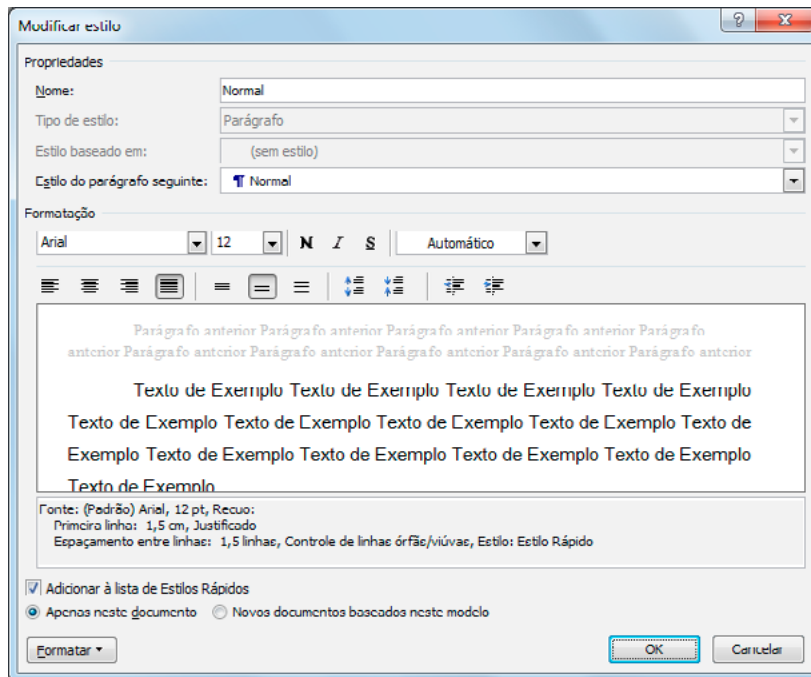 Modificar estilo
Propriedades
Nome: Normal
Tipo de estilo: Parágrafo
Estilo baseado em: (sem estilo)
Estilo do parágrafo seguinte: ¶ Normal
Formatação
Arial 12 N I S Automático
Parágrafo anterior Parágrafo anterior Parágrafo anterior Parágrafo anterior Parágrafo
anterior Parágrafo anterior Parágrafo anterior Parágrafo anterior Parágrafo anterior
Texto de Exemplo Texto de Exemplo Texto de Exemplo Texto de Exemplo
Texto de Exemplo Texto de Exemplo Texto de Exemplo Texto de Exemplo Texto de
Exemplo Texto de Exemplo Texto de Exemplo Texto de Exemplo Texto de Exemplo
Texto de Exemplo
Fonte: (Padrão) Arial, 12 pt, Recuo:
Primeira linha: 1,5 cm, Justificado
Espaçamento entre linhas: 1,5 linhas, Controle de linhas órfãs/viúvas, Estilo: Estilo Rápido
Adicionar à lista de Estilos Rápidos
Apenas neste documento Novos documentos baseados neste modelo
Formatar OK Cancelar